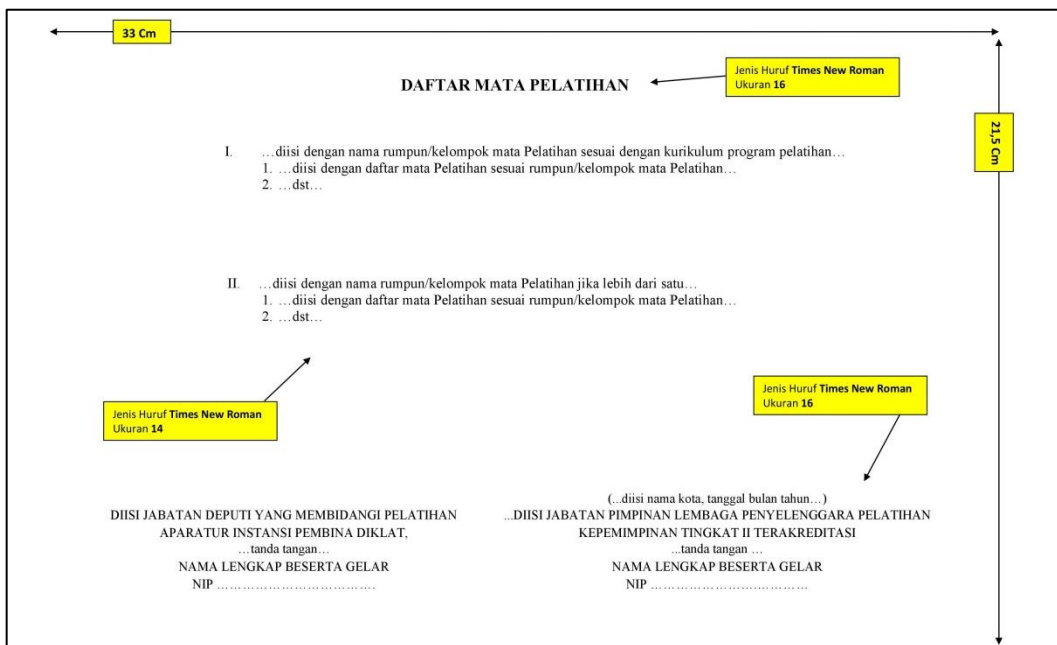 33 Cm
DAFTAR MATA PELATIHAN
Jenis Huruf Times New Roman
Ukuran 16
21,5 Cm
I. …diisi dengan nama rumpun/kelompok mata Pelatihan sesuai dengan kurikulum program pelatihan…
1. …diisi dengan daftar mata Pelatihan sesuai rumpun/kelompok mata Pelatihan…
2. …dst…
II. …diisi dengan nama rumpun/kelompok mata Pelatihan jika lebih dari satu…
1. …diisi dengan daftar mata Pelatihan sesuai rumpun/kelompok mata Pelatihan…
2. …dst…
Jenis Huruf Times New Roman
Ukuran 14
Jenis Huruf Times New Roman
Ukuran 16
DIISI JABATAN DEPUTI YANG MEMBIDANGI PELATIHAN
APARATUR INSTANSI PEMBINA DIKLAT,
…tanda tangan…
NAMA LENGKAP BESERTA GELAR
NIP ……………………………….
(...diisi nama kota, tanggal bulan tahun…)
...DIISI JABATAN PIMPINAN LEMBAGA PENYELENGGARA PELATIHAN
KEPEMIMPINAN TINGKAT II TERAKREDITASI
...tanda tangan …
NAMA LENGKAP BESERTA GELAR
NIP ………………………………